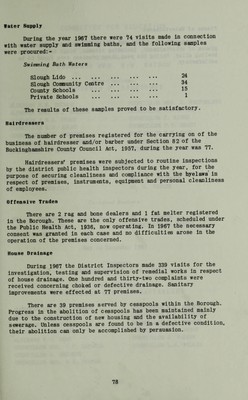 Water Supply
During the year 1967 there were 74 visits made in connection
with water supply and swimming baths, and the following samples
were procured:-
Swimming Bath Waters
Slough Lido ... ... ... ... ... 24
Slough Community Centre ... ... ... 34
County Schools ... ... ... ... 15
Private Schools ... ... ... ... 1
The results of these samples proved to be satisfactory.
Hairdressers
The number of premises registered for the carrying on of the
business of hairdresser and/or barber under Section 82 of the
Buckinghamshire County Council Act, 1957, during the year was 77.
Hairdressers' premises were subjected to routine inspections
by the district public health inspectors during the year, for the
purpose of securing cleanliness and compliance with the byelaws in
respect of premises, instruments, equipment and personal cleanliness
of employees.
Offensive Trades
There are 2 rag and bone dealers and 1 fat melter registered
in the Borough. These are the only offensive trades, scheduled under
the Public Health Act, 1936, now operating. In 1967 the necessary
consent was granted in each case and no difficulties arose in the
operation of the premises concerned.
House Drainage
During 1967 the District Inspectors made 339 visits for the
investigation, testing and supervision of remedial works in respect
of house drainage. One hundred and thirty-two complaints were
received concerning choked or defective drainage. Sanitary
improvements were effected at 77 premises.
There are 39 premises served by cesspools within the Borough.
Progress in the abolition of cesspools has been maintained mainly
due to the construction of new housing and the availability of
sewerage. Unless cesspools are found to be in a defective condition,
their abolition can only be accomplished by persuasion.
78